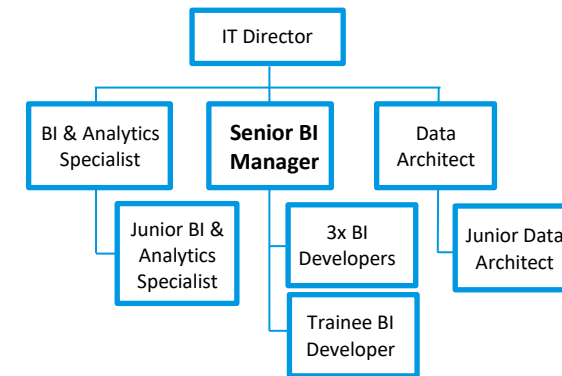 IT Director
BI & Analytics
Specialist
Senior BI
Manager
Data
Architect
Junior BI &
Analytics
Specialist
3x BI
Developers
Junior Data
Architect
Trainee BI
Developer